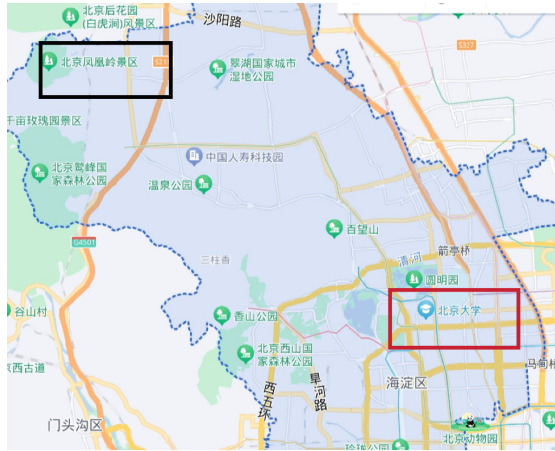 北京后花园
(白虎涧)风景区
沙阳路
S327
北京凤凰岭景区
翠湖国家城市
湿地公园
千亩玫瑰园景区
中国人寿科技园
北京鹫峰国
家森林公园
温泉公园
百望山
G4501
三柱香
清河
箭亭桥
圆明园
谷山村
香山公园
北京大学
北京西山国
家森林公园
西古道
西五环
旱河路
海淀区
马甸桥
门头沟区
北京动物园